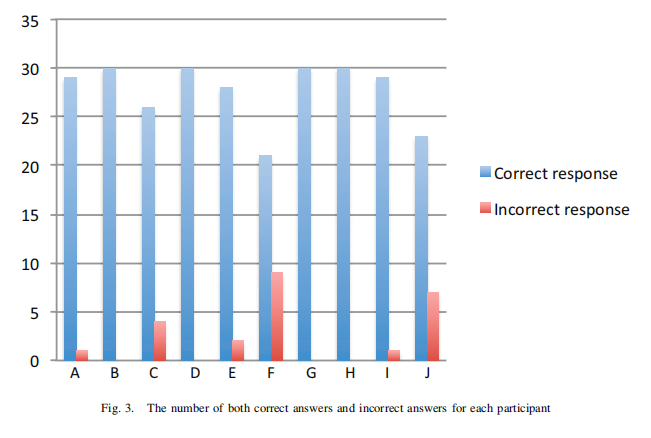 35
30
25
20
15
10
5
0
A B C D E F G H I J
Correct response
Incorrect response
Fig. 3. The number of both correct answers and incorrect answers for each participant